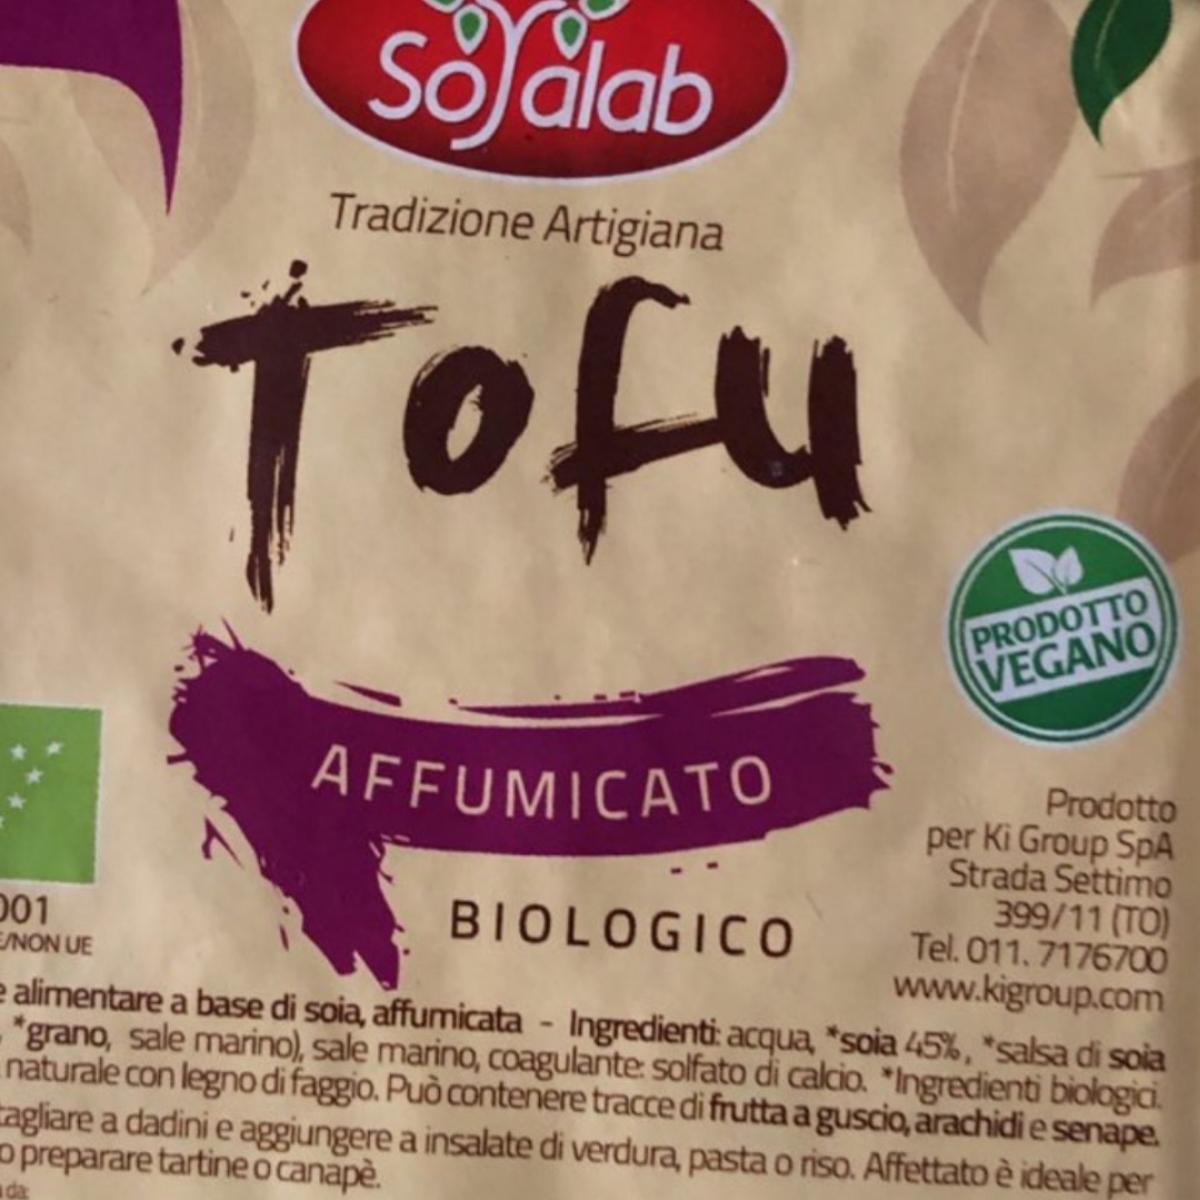 Soyalab
Tradizione Artigiana
Tofu
PRODOTTO
VEGANO
AFFUMICATO
BIOLOGICO
Prodotto
per Ki Group SpA
Strada Settimo
399/11 (TO)
Tel. 011. 7176700
www.kigroup.com
001
/NON UE
alimentare a base di soia, affumicata - Ingredienti: acqua, *soia 45%, *salsa di soia
, *grano, sale marino), sale marino, coagulante: solfato di calcio. *Ingredienti biologici.
naturale con legno di faggio. Può contenere tracce di frutta a guscio, arachidi e senape.
tagliare a dadini e aggiungere a insalate di verdura, pasta o riso. Affettato è ideale per
o preparare tartine o canapè.
da: